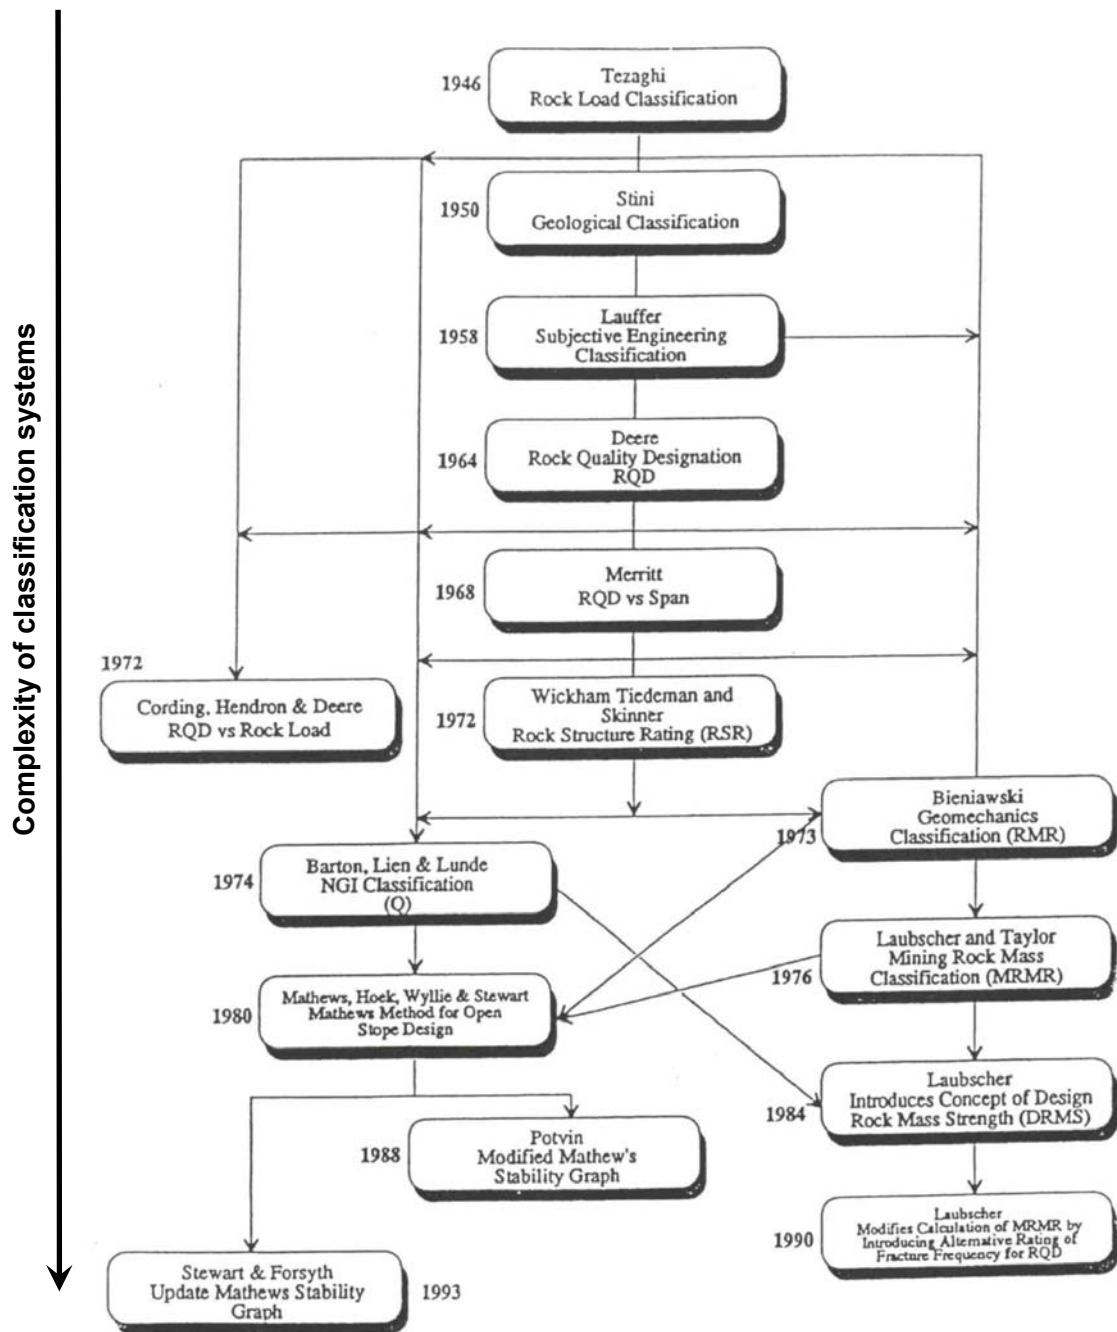 Complexity of classification systems
1946
Tezaghi
Rock Load Classification
1950
Stini
Geological Classification
1958
Lauffer
Subjective Engineering
Classification
1964
Deere
Rock Quality Designation
RQD
1968
Merritt
RQD vs Span
1972
Cording, Hendron & Deere
RQD vs Rock Load
1972
Wickham Tiedeman and
Skinner
Rock Structure Rating (RSR)
1973
Bieniawski
Geomechanics
Classification (RMR)
1974
Barton, Lien & Lunde
NGI Classification
(Q)
1976
Laubscher and Taylor
Mining Rock Mass
Classification (MRMR)
1980
Mathews, Hoek, Wyllie & Stewart
Mathews Method for Open
Stope Design
1984
Laubscher
Introduces Concept of Design
Rock Mass Strength (DRMS)
1988
Potvin
Modified Mathew's
Stability Graph
1990
Laubscher
Modifies Calculation of MRMR by
Introducing Alternative Rating of
Fracture Frequency for RQD
Stewart & Forsyth
Update Mathews Stability
Graph
1993